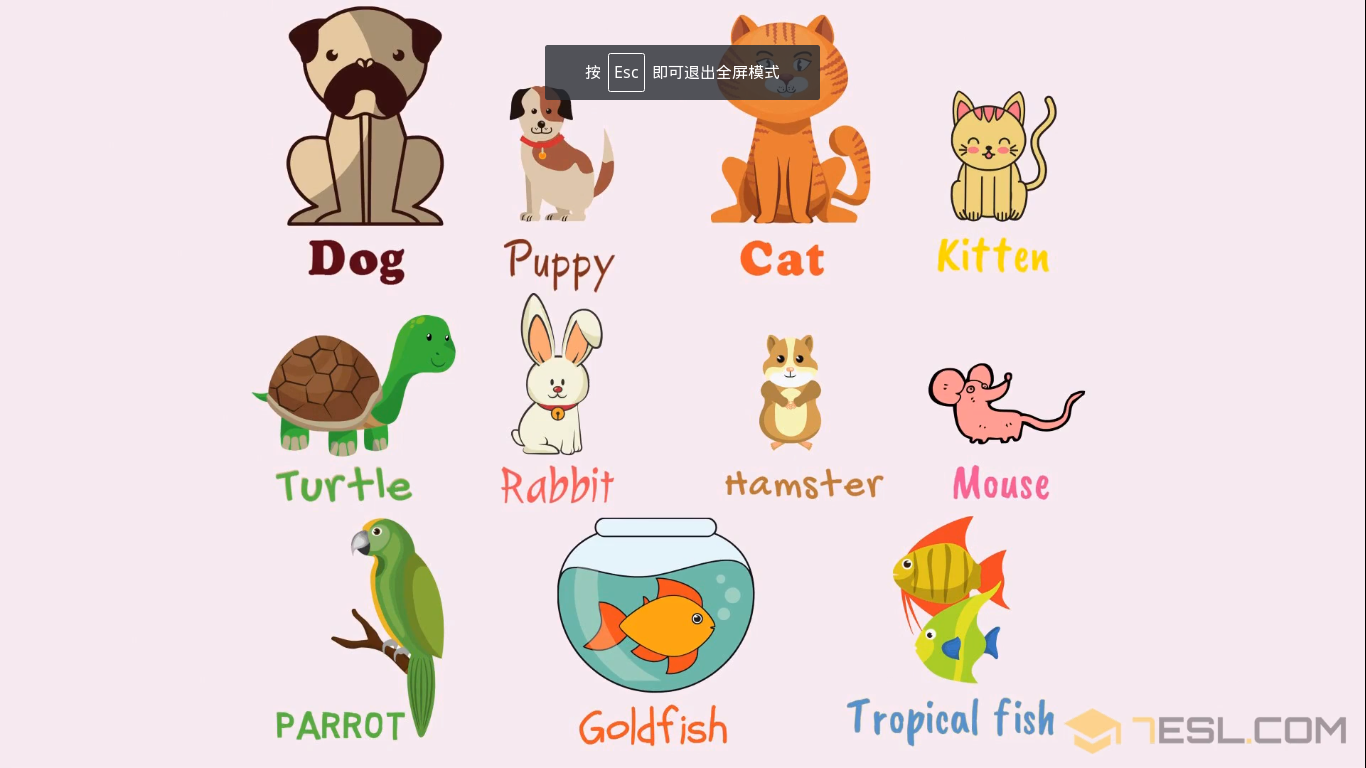 按 Esc 即可退出全屏模式
Dog
Puppy
Cat
Kitten
Turtle
Rabbit
Hamster
Mouse
PARROT
Goldfish
Tropical fish
7ESL.COM